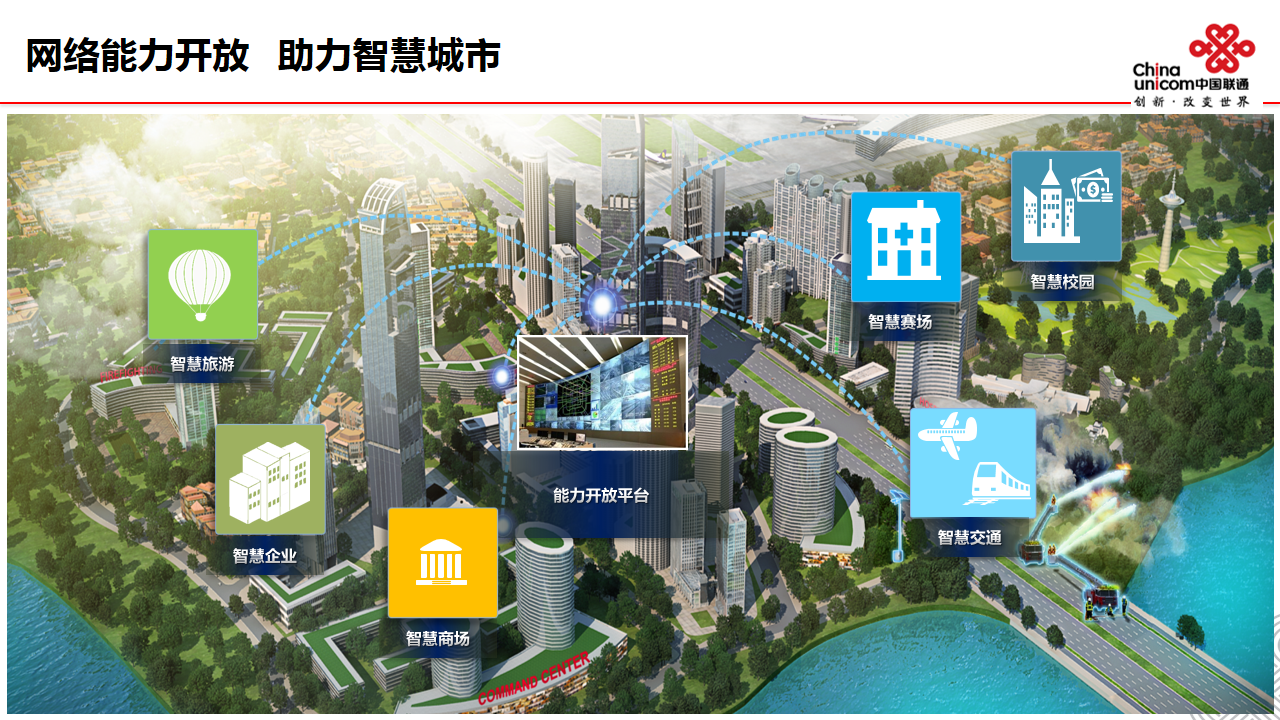 网络能力开放 助力智慧城市
China
unicom中国联通
创新·改变世界
智慧校园
智慧赛场
智慧旅游
能力开放平台
智慧交通
智慧企业
智慧商场
COMMAND CENTER